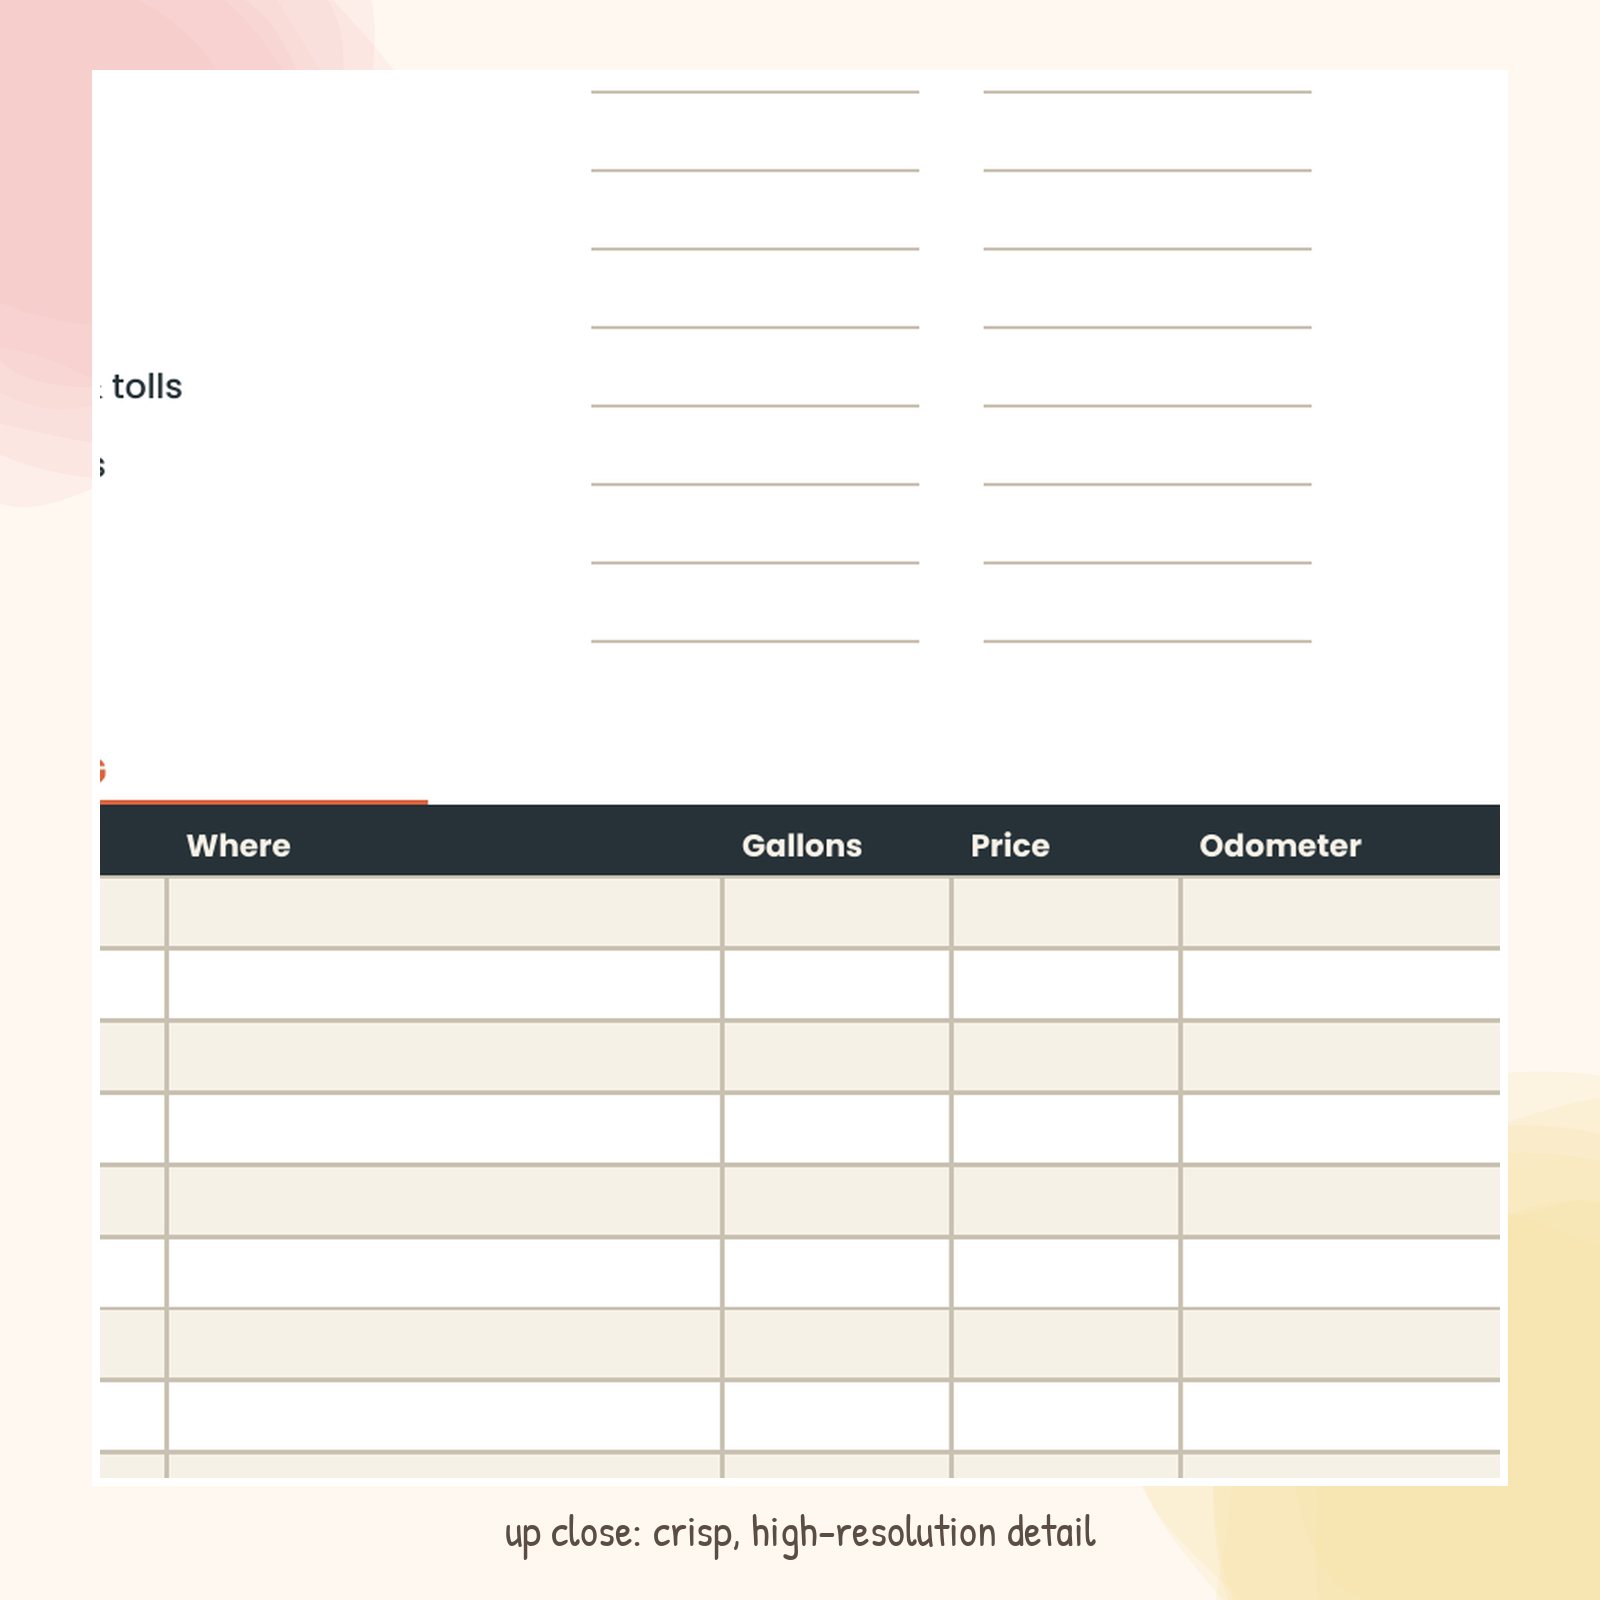 tolls
Where Gallons Price Odometer
up close: crisp, high-resolution detail